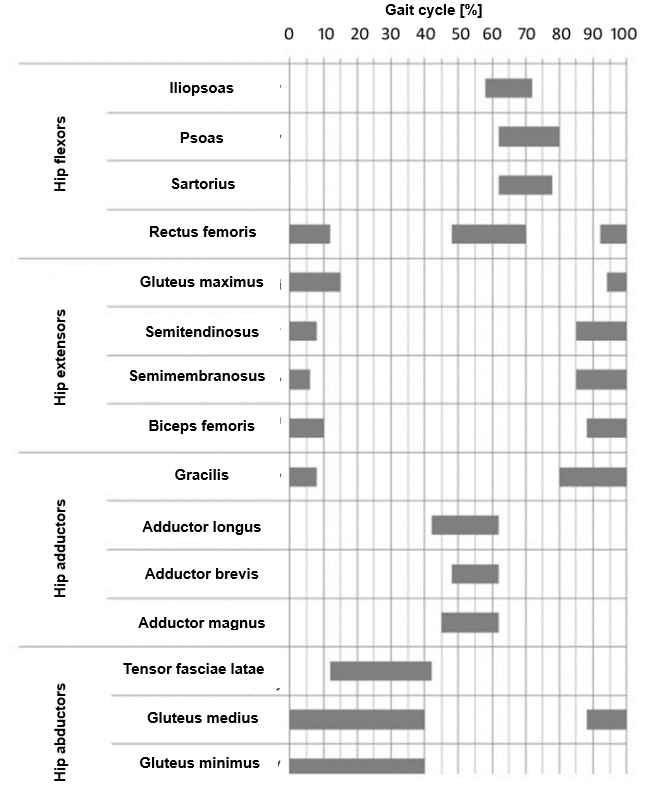 Gait cycle [%]
0 10 20 30 40 50 60 70 80 90 100
Hip flexors
Iliopsoas
Psoas
Sartorius
Rectus femoris
Hip extensors
Gluteus maximus
Semitendinosus
Semimembranosus
Biceps femoris
Hip adductors
Gracilis
Adductor longus
Adductor brevis
Adductor magnus
Hip abductors
Tensor fasciae latae
Gluteus medius
Gluteus minimus